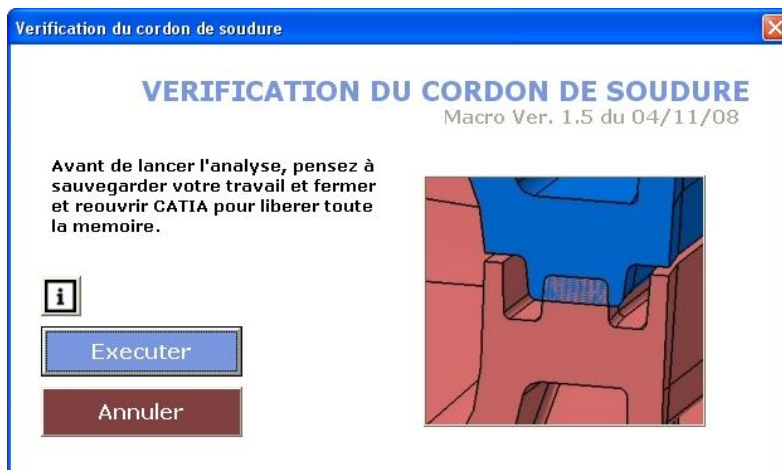 Verification du cordon de soudure
VERIFICATION DU CORDON DE SOUDURE
Macro Ver. 1.5 du 04/11/08
Avant de lancer l'analyse, pensez à
sauvegarder votre travail et fermer
et reouvrir CATIA pour liberer toute
la memoire.
i
Executer
Annuler